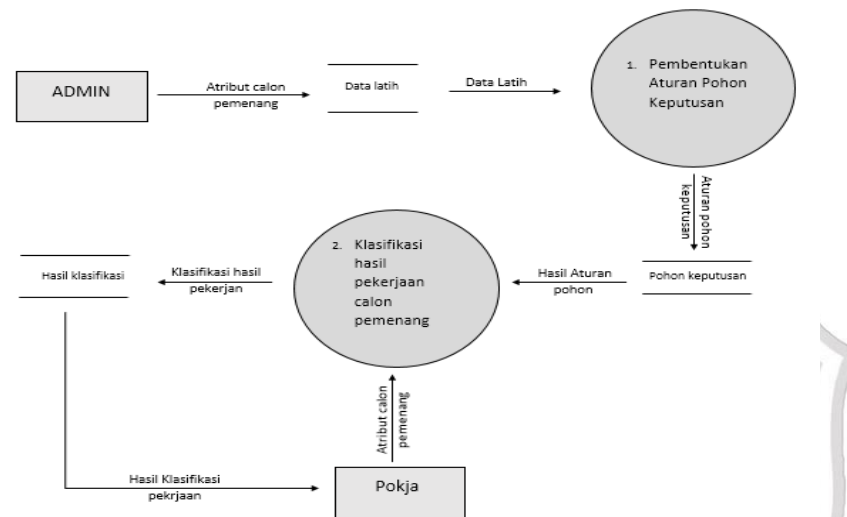 ADMIN
Atribut calon
pemenang
Data latih
Data Latih
1. Pembentukan
Aturan Pohon
Keputusan
Aturan pohon
keputusan
Pohon keputusan
Hasil Aturan
pohon
2. Klasifikasi
hasil
pekerjaan
calon
pemenang
Klasifikasi hasil
pekerjan
Hasil klasifikasi
Atribut calon
pemenang
Hasil Klasifikasi
pekrjaan
Pokja